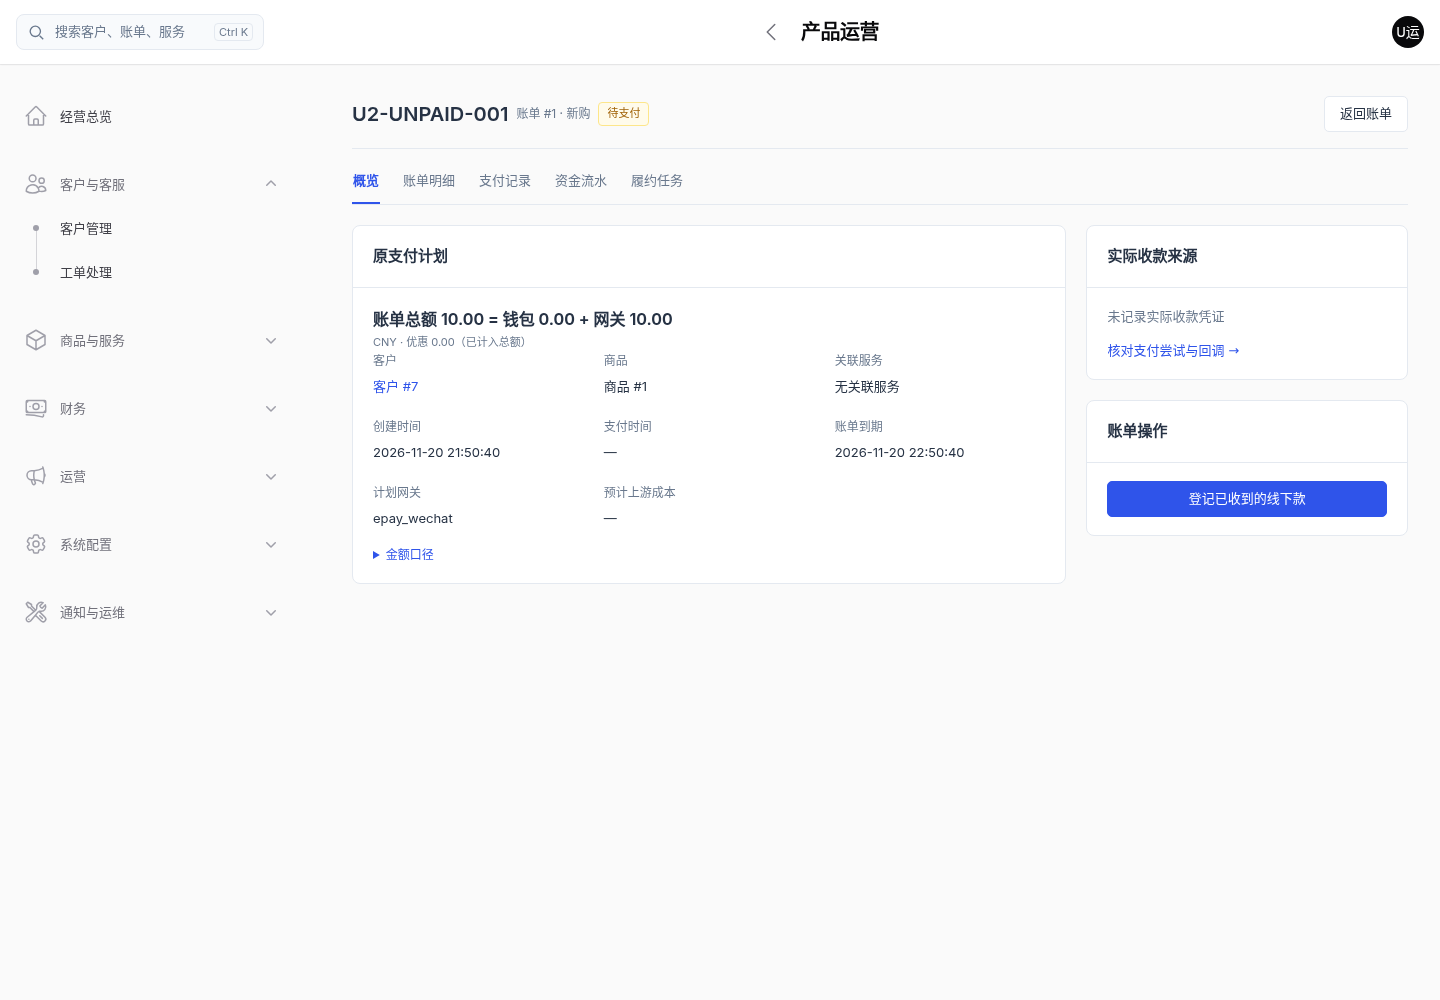 搜索客户、账单、服务 Ctrl K
产品运营
U运
经营总览
客户与客服
客户管理
工单处理
商品与服务
财务
运营
系统配置
通知与运维
U2-UNPAID-001 账单 #1 · 新购 待支付
返回账单
概览 账单明细 支付记录 资金流水 履约任务
原支付计划
账单总额 10.00 = 钱包 0.00 + 网关 10.00
CNY · 优惠 0.00（已计入总额）
客户 商品 关联服务
客户 #7 商品 #1 无关联服务
创建时间 支付时间 账单到期
2026-11-20 21:50:40 — 2026-11-20 22:50:40
计划网关 预计上游成本
epay_wechat —
金额口径
实际收款来源
未记录实际收款凭证
核对支付尝试与回调 →
账单操作
登记已收到的线下款